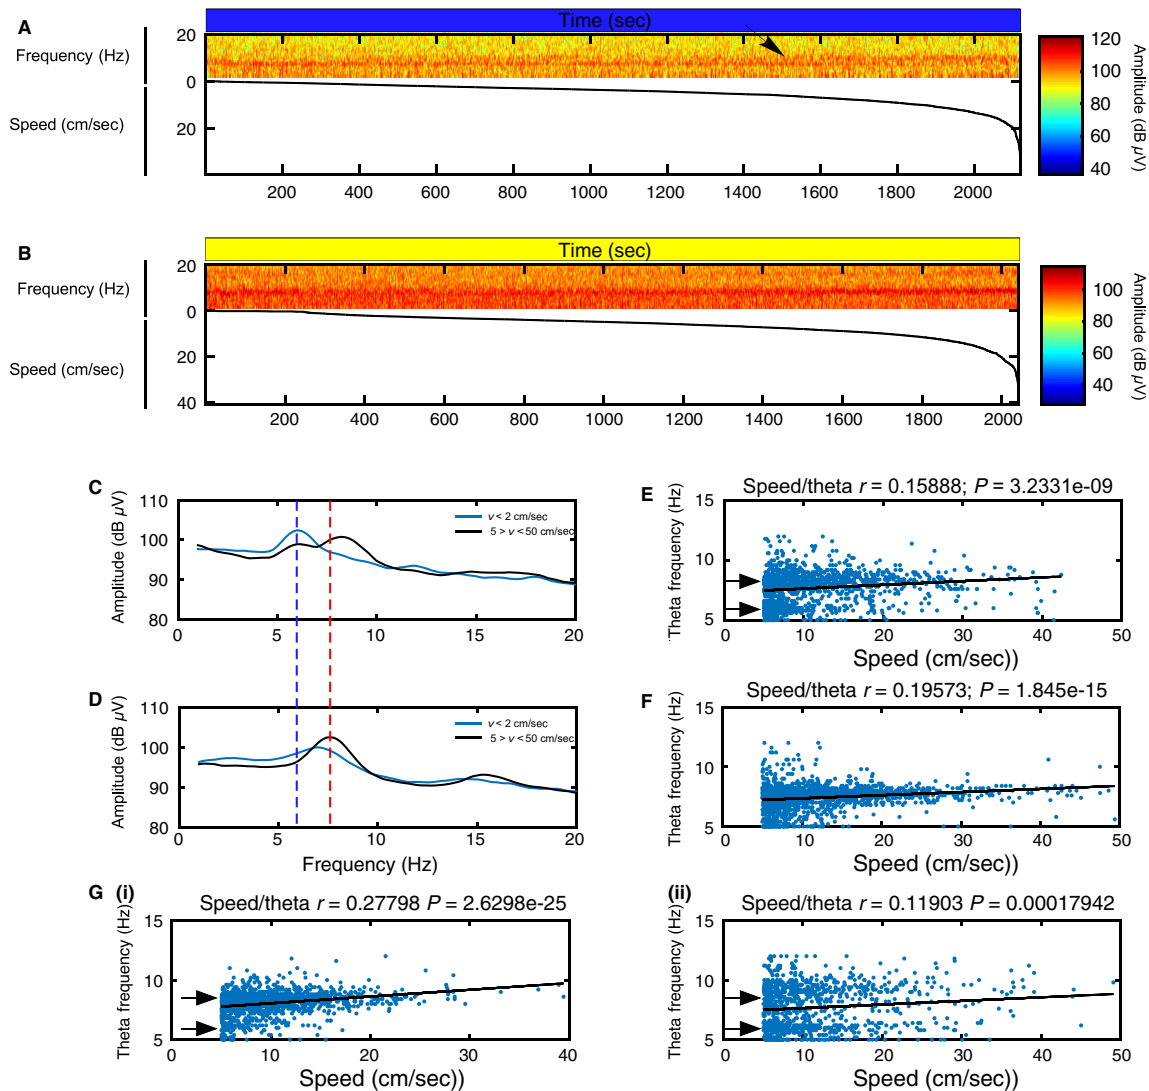 A
Time (sec)
Frequency (Hz)
Speed (cm/sec)
20
0
20
200 400 600 800 1000 1200 1400 1600 1800 2000
120
100
80
60
40
Amplitude (dB µV)
B
Time (sec)
Frequency (Hz)
Speed (cm/sec)
20
0
20
40
200 400 600 800 1000 1200 1400 1600 1800 2000
100
80
60
40
Amplitude (dB µV)
C
Amplitude (dB µV)
110
100
90
80
0 5 10 15 20
v < 2 cm/sec
5 > v < 50 cm/sec
E
Speed/theta r = 0.15888; P = 3.2331e-09
Theta frequency (Hz)
15
10
5
0 10 20 30 40 50
Speed (cm/sec))
D
Amplitude (dB µV)
110
100
90
80
0 5 10 15 20
Frequency (Hz)
v < 2 cm/sec
5 > v < 50 cm/sec
F
Speed/theta r = 0.19573; P = 1.845e-15
Theta frequency (Hz)
15
10
5
0 10 20 30 40 50
Speed (cm/sec))
G (i)
Speed/theta r = 0.27798 P = 2.6298e-25
Theta frequency (Hz)
15
10
5
0 10 20 30 40
Speed (cm/sec))
(ii)
Speed/theta r = 0.11903 P = 0.00017942
Theta frequency (Hz)
15
10
5
0 10 20 30 40 50
Speed (cm/sec))